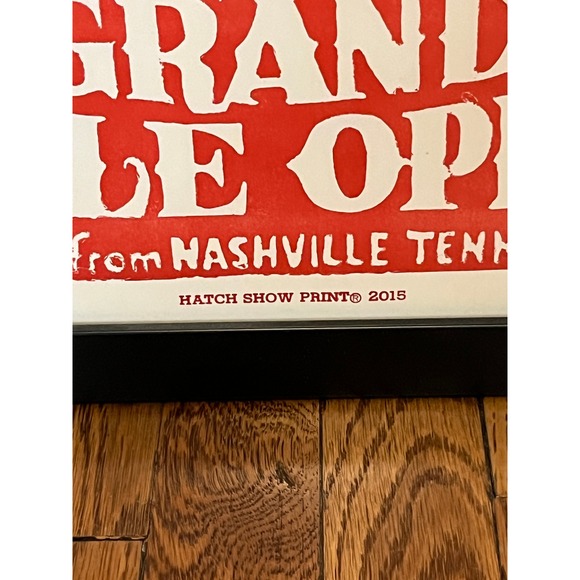 GRAND
LE OP
from NASHVILLE TENN
HATCH SHOW PRINT® 2015